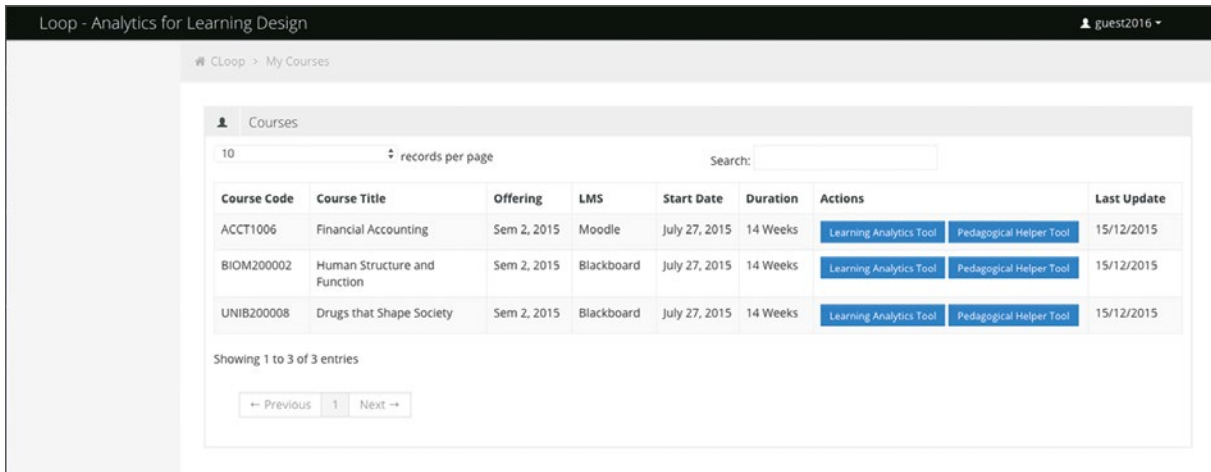 Loop - Analytics for Learning Design
guest2016
CLoop > My Courses
Courses
10 records per page Search:
Course Code Course Title Offering LMS Start Date Duration Actions Last Update
ACCT1006 Financial Accounting Sem 2, 2015 Moodle July 27, 2015 14 Weeks Learning Analytics Tool Pedagogical Helper Tool 15/12/2015
BIOM200002 Human Structure and Sem 2, 2015 Blackboard July 27, 2015 14 Weeks Learning Analytics Tool Pedagogical Helper Tool 15/12/2015
Function
UNIB200008 Drugs that Shape Society Sem 2, 2015 Blackboard July 27, 2015 14 Weeks Learning Analytics Tool Pedagogical Helper Tool 15/12/2015
Showing 1 to 3 of 3 entries
← Previous 1 Next →